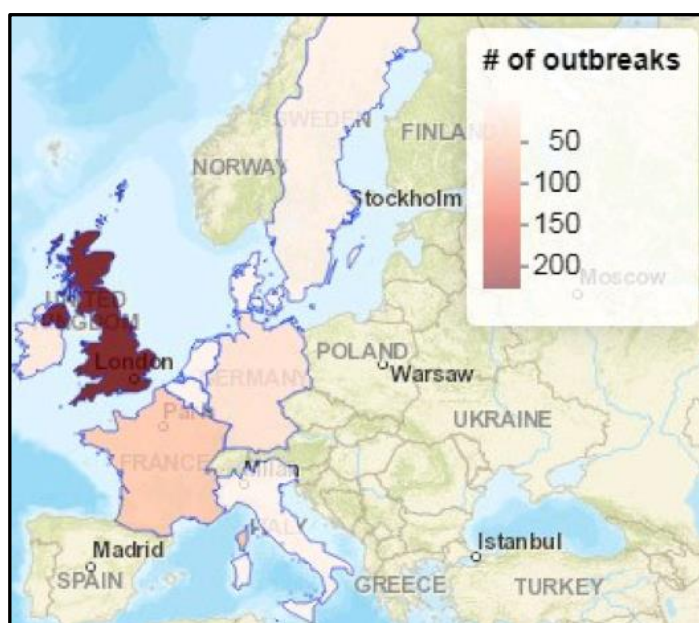 # of outbreaks
50
100
150
200
SWEDEN
FINLAND
NORWAY
Stockholm
Moscow
UNITED
KINGDOM
London
POLAND
Warsaw
GERMANY
Paris
UKRAINE
FRANCE
Milan
ITALY
Madrid
SPAIN
Istanbul
GREECE
TURKEY